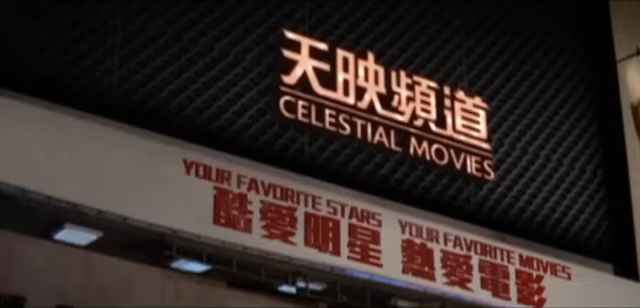 天映頻道
CELESTIAL MOVIES
YOUR FAVORITE STARS
酷愛明星
YOUR FAVORITE MOVIES
熱愛電影